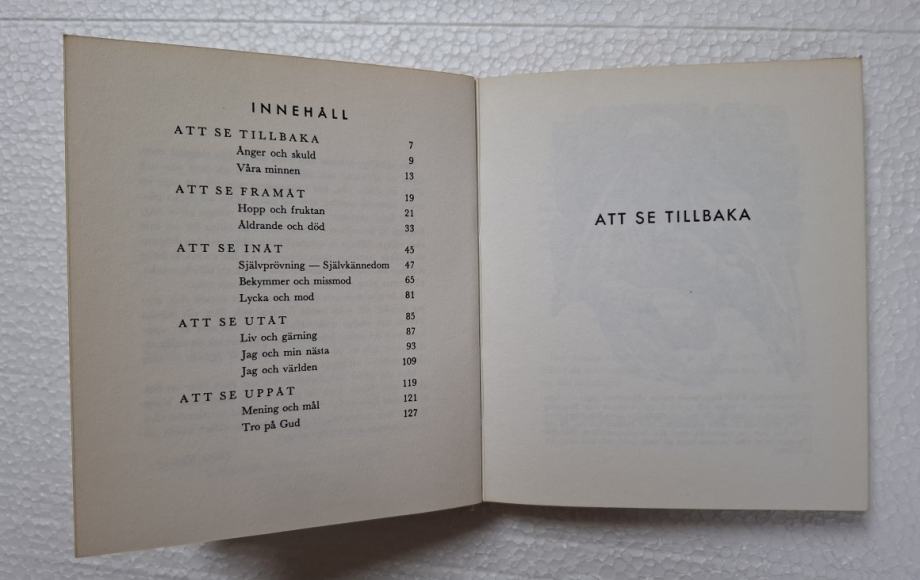 INNEHÅLL
ATT SE TILLBAKA 7
Ånger och skuld 9
Våra minnen 13
ATT SE FRAMÅT 19
Hopp och fruktan 21
Åldrande och död 33
ATT SE INÅT 45
Självprövning — Självkännedom 47
Bekymmer och missmod 65
Lycka och mod 81
ATT SE UTÅT 85
Liv och gärning 87
Jag och min nästa 93
Jag och världen 109
ATT SE UPPÅT 119
Mening och mål 121
Tro på Gud 127
ATT SE TILLBAKA